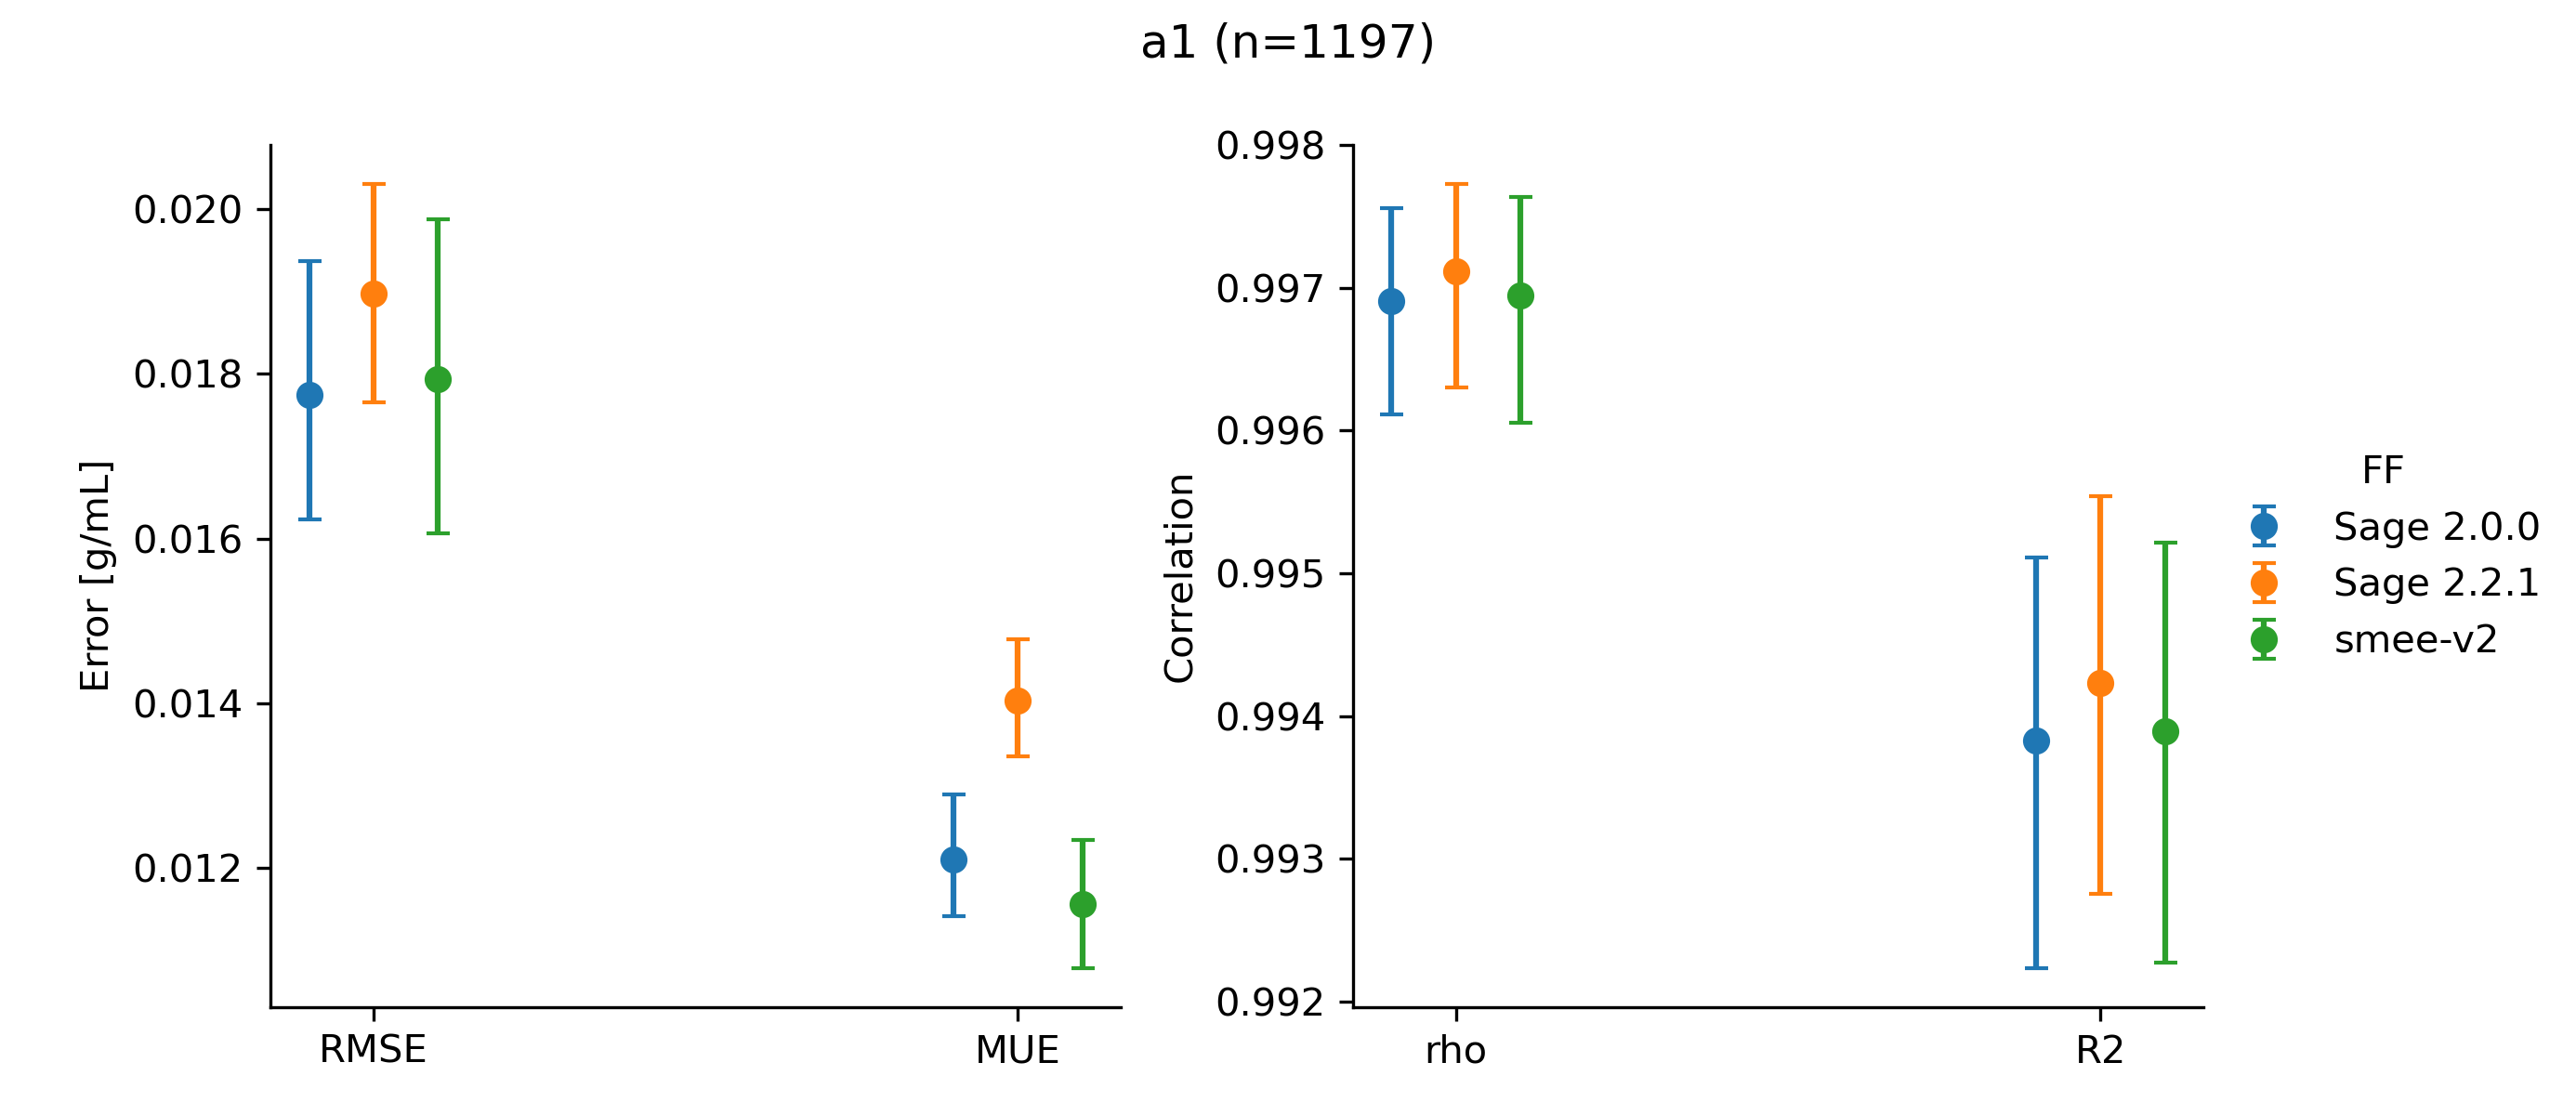 a1 (n=1197)
Error [g/mL]
0.020
0.018
0.016
0.014
0.012
RMSE
MUE
Correlation
0.998
0.997
0.996
0.995
0.994
0.993
0.992
rho
R2
FF
Sage 2.0.0
Sage 2.2.1
smee-v2